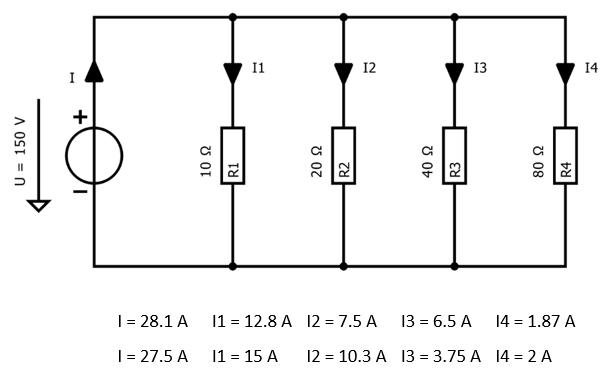 I I1 I2 I3 I4
+
U = 150 V
10 Ω R1 20 Ω R2 40 Ω R3 80 Ω R4
−
I = 28.1 A I1 = 12.8 A I2 = 7.5 A I3 = 6.5 A I4 = 1.87 A
I = 27.5 A I1 = 15 A I2 = 10.3 A I3 = 3.75 A I4 = 2 A